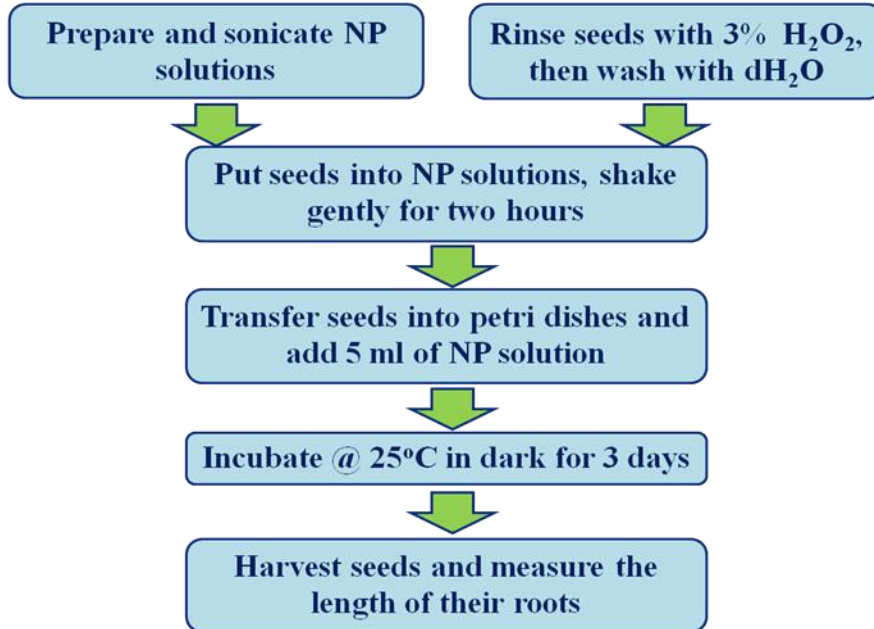 Prepare and sonicate NP
solutions
Rinse seeds with 3% H₂O₂,
then wash with dH₂O
Put seeds into NP solutions, shake
gently for two hours
Transfer seeds into petri dishes and
add 5 ml of NP solution
Incubate @ 25°C in dark for 3 days
Harvest seeds and measure the
length of their roots